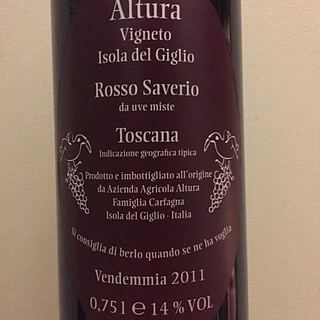 Altura
Vigneto
Isola del Giglio
Rosso Saverio
da uve miste
Toscana
Indicazione geografica tipica
Prodotto e imbottigliato all'origine
da Azienda Agricola Altura
Famiglia Carfagna
Isola del Giglio - Italia
Si consiglia di berlo quando se ne ha voglia
Vendemmia 2011
0,75 l e 14 % VOL